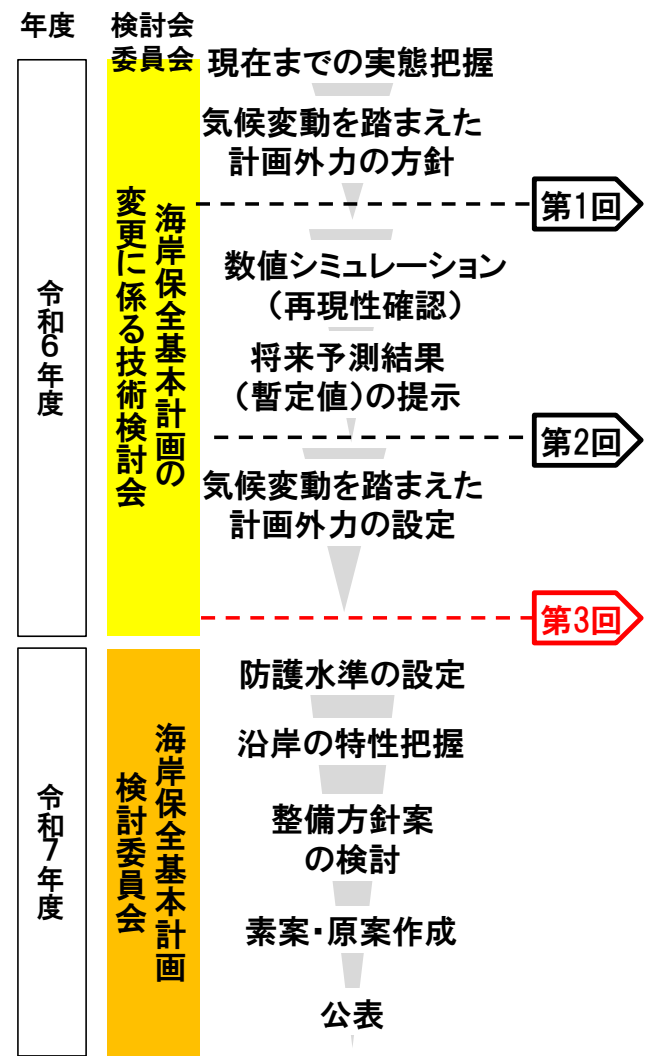 年度
検討会
委員会
令和6年度
海岸保全基本計画の
変更に係る技術検討会
現在までの実態把握
気候変動を踏まえた
計画外力の方針
第1回
数値シミュレーション
（再現性確認）
将来予測結果
（暫定値）の提示
第2回
気候変動を踏まえた
計画外力の設定
第3回
令和7年度
海岸保全基本計画
検討委員会
防護水準の設定
沿岸の特性把握
整備方針案
の検討
素案・原案作成
公表